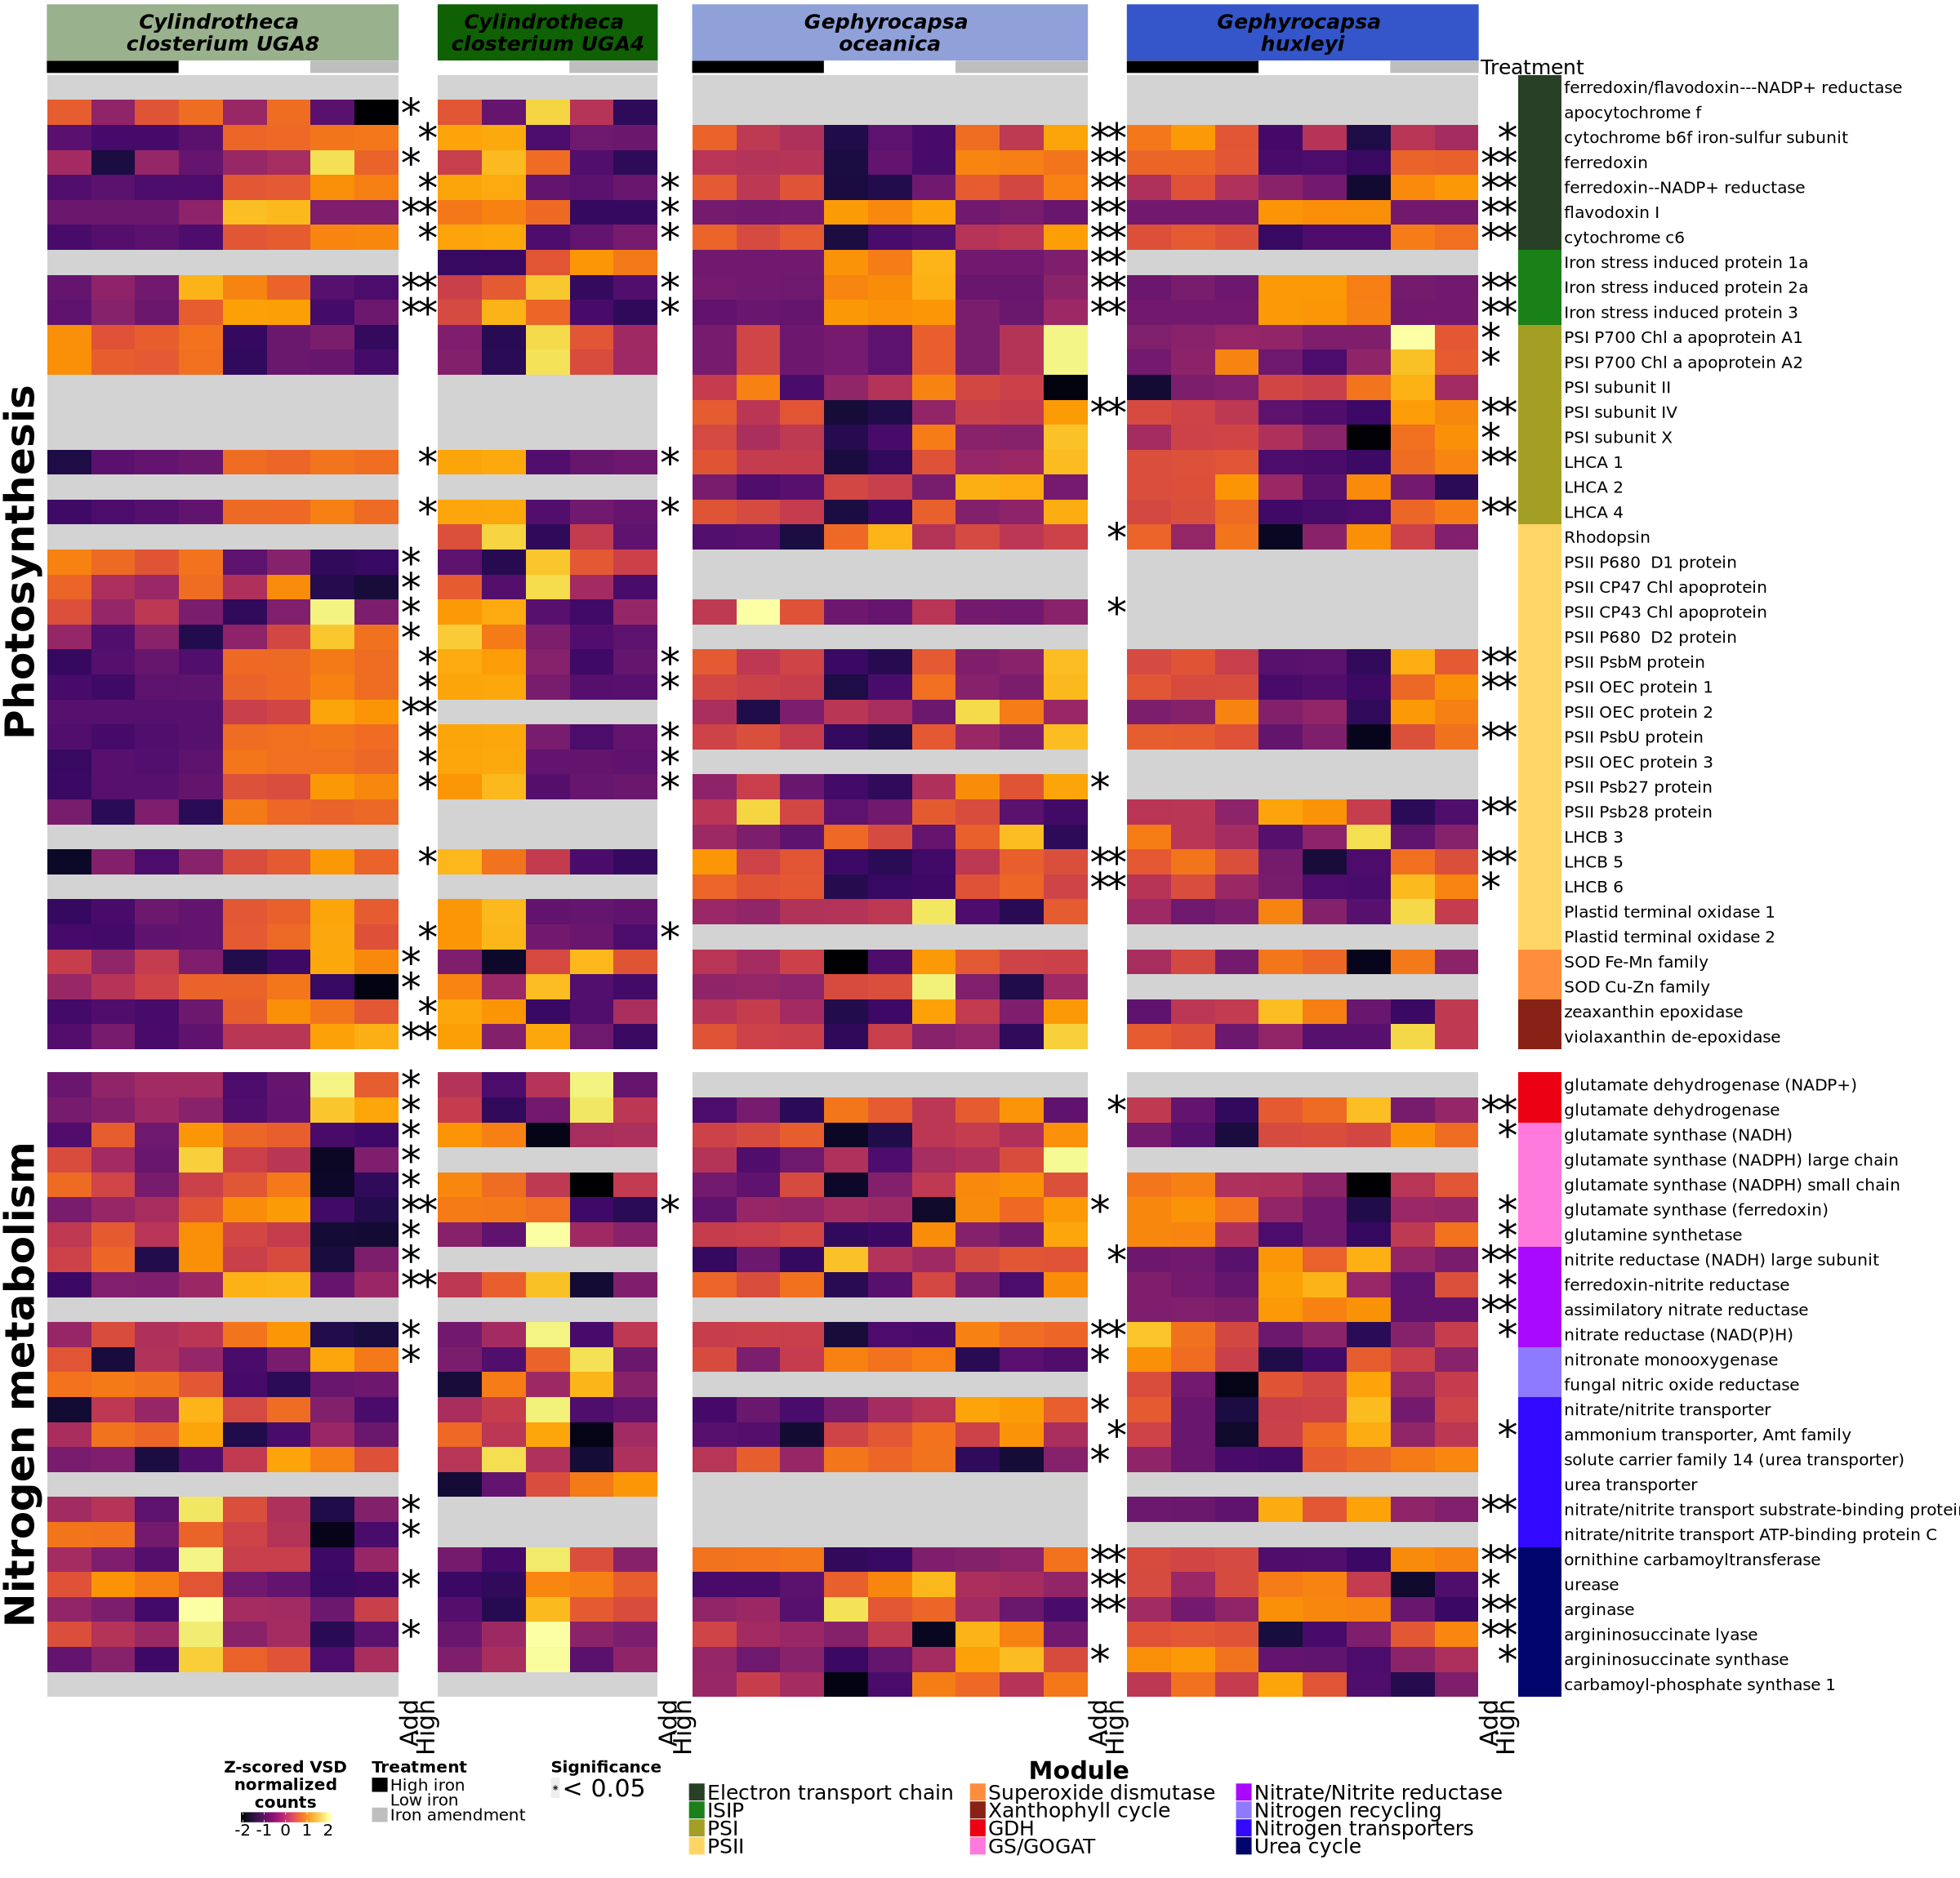 Cylindrotheca
closterium UGA8
Cylindrotheca
closterium UGA4
Gephyrocapsa
oceanica
Gephyrocapsa
huxleyi
Treatment
Photosynthesis
ferredoxin/flavodoxin---NADP+ reductase
apocytochrome f
* cytochrome b6f iron-sulfur subunit
ferredoxin
ferredoxin--NADP+ reductase
flavodoxin I
cytochrome c6
Iron stress induced protein 1a
Iron stress induced protein 2a
Iron stress induced protein 3
PSI P700 Chl a apoprotein A1
PSI P700 Chl a apoprotein A2
PSI subunit II
PSI subunit IV
PSI subunit X
LHCA 1
LHCA 2
LHCA 4
Rhodopsin
PSII P680  D1 protein
PSII CP47 Chl apoprotein
PSII CP43 Chl apoprotein
PSII P680  D2 protein
PSII PsbM protein
PSII OEC protein 1
PSII OEC protein 2
PSII PsbU protein
PSII OEC protein 3
PSII Psb27 protein
PSII Psb28 protein
LHCB 3
LHCB 5
LHCB 6
Plastid terminal oxidase 1
Plastid terminal oxidase 2
SOD Fe-Mn family
SOD Cu-Zn family
zeaxanthin epoxidase
violaxanthin de-epoxidase
Nitrogen metabolism
glutamate dehydrogenase (NADP+)
glutamate dehydrogenase
glutamate synthase (NADH)
glutamate synthase (NADPH) large chain
glutamate synthase (NADPH) small chain
glutamate synthase (ferredoxin)
glutamine synthetase
nitrite reductase (NADH) large subunit
ferredoxin-nitrite reductase
assimilatory nitrate reductase
nitrate reductase (NAD(P)H)
nitronate monooxygenase
fungal nitric oxide reductase
nitrate/nitrite transporter
ammonium transporter, Amt family
solute carrier family 14 (urea transporter)
urea transporter
nitrate/nitrite transport substrate-binding protei
nitrate/nitrite transport ATP-binding protein C
ornithine carbamoyltransferase
urease
arginase
argininosuccinate lyase
argininosuccinate synthase
carbamoyl-phosphate synthase 1
Add
High
Add
High
Add
High
Add
High
Z-scored VSD
normalized
counts
-2 -1 0 1 2
Treatment
High iron
Low iron
Iron amendment
Significance
* < 0.05
Module
Electron transport chain
ISIP
PSI
PSII
Superoxide dismutase
Xanthophyll cycle
GDH
GS/GOGAT
Nitrate/Nitrite reductase
Nitrogen recycling
Nitrogen transporters
Urea cycle